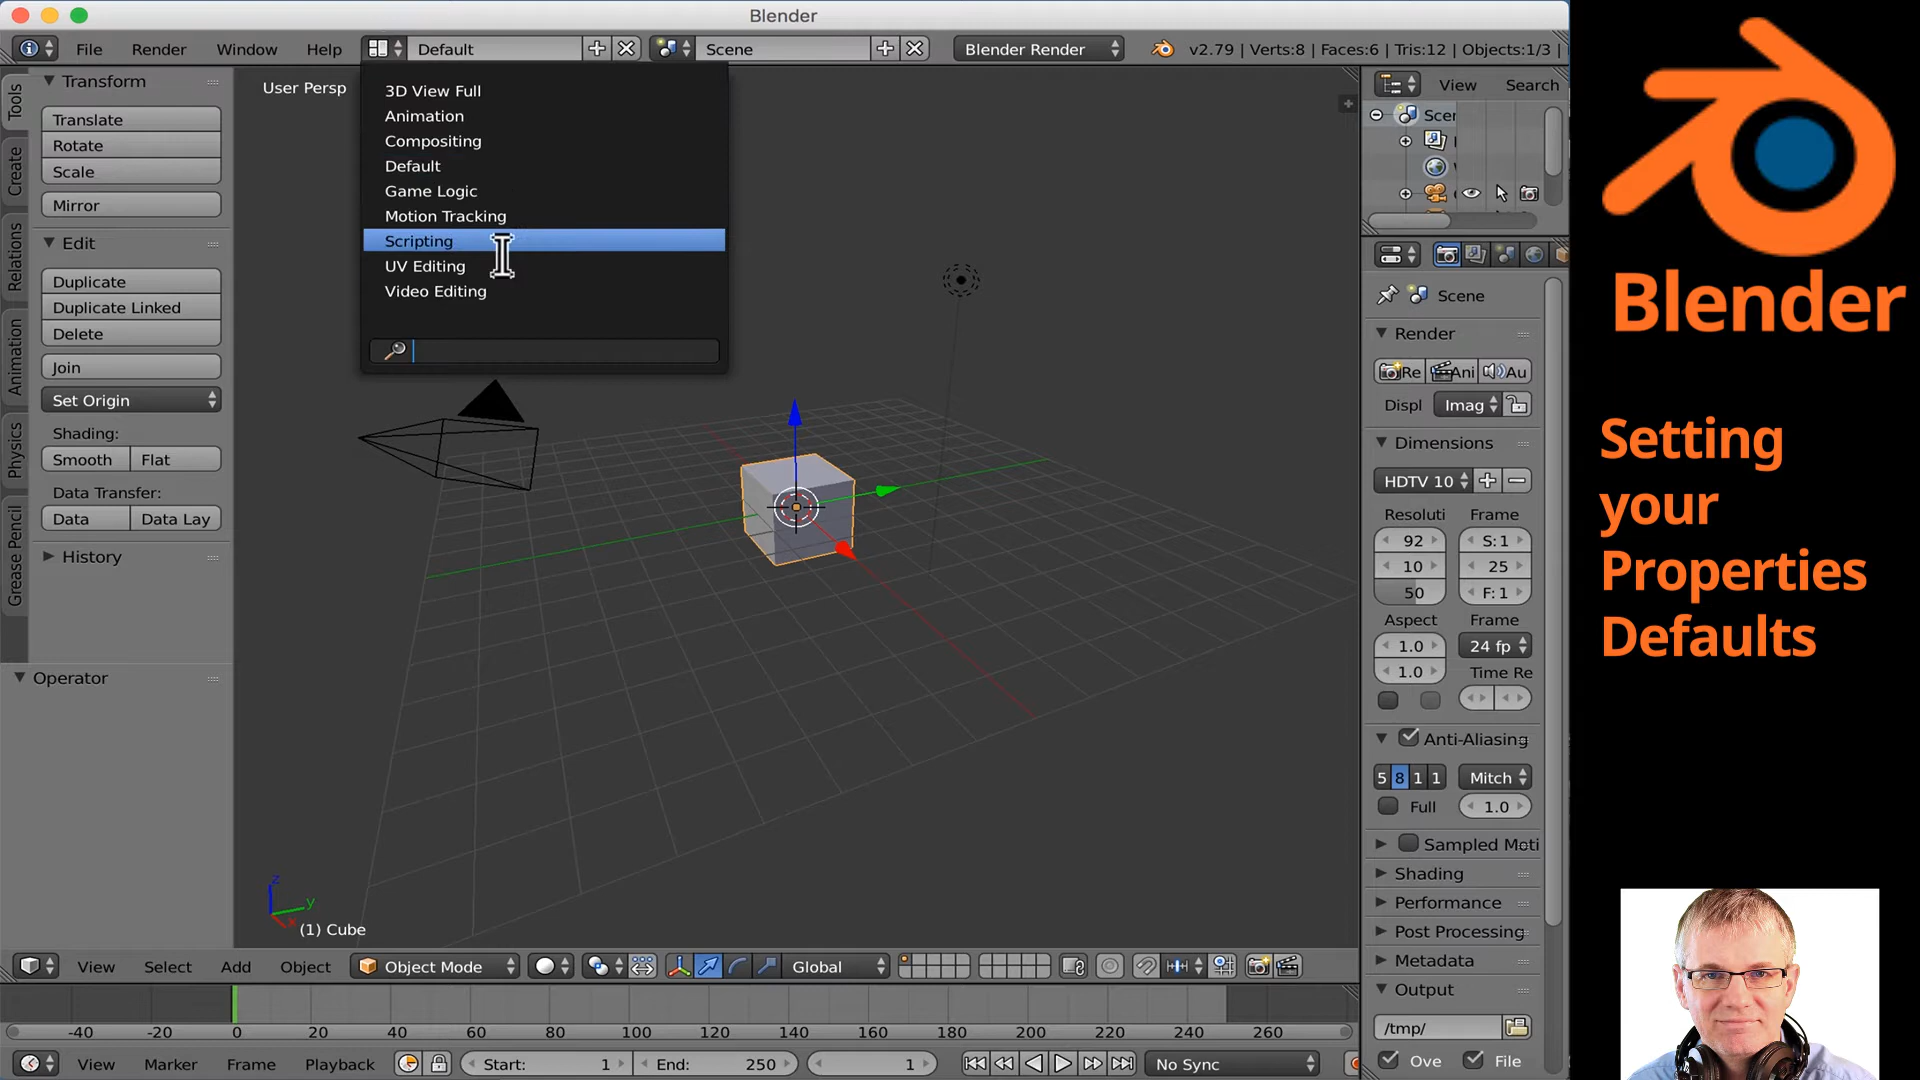 Blender
File
Render
Window
Help
Default
Scene
Blender Render
v2.79 | Verts:8 | Faces:6 | Tris:12 | Objects:1/3 |
Tools
Create
Relations
Animation
Physics
Grease Pencil
Transform
Translate
Rotate
Scale
Mirror
Edit
Duplicate
Duplicate Linked
Delete
Join
Set Origin
Shading:
Smooth
Flat
Data Transfer:
Data
Data Lay
History
Operator
User Persp
3D View Full
Animation
Compositing
Default
Game Logic
Motion Tracking
Scripting
UV Editing
Video Editing
z
y
x
(1) Cube
View
Select
Add
Object
Object Mode
Global
-40 -20 0 20 40 60 80 100 120 140 160 180 200 220 240 260
View
Marker
Frame
Playback
Start: 1
End: 250
1
No Sync
View
Search
Scer
Scene
Render
Re
Ani
Au
Displ
Imag
Dimensions
HDTV 10
Resoluti
Frame
92
S:1
10
25
50
F:1
Aspect
Frame
1.0
24 fp
1.0
Time Re
Anti-Aliasing
5 8 1 1
Mitch
Full
1.0
Sampled Moti
Shading
Performance
Post Processing
Metadata
Output
/tmp/
Ove
File
Blender
Setting
your
Properties
Defaults